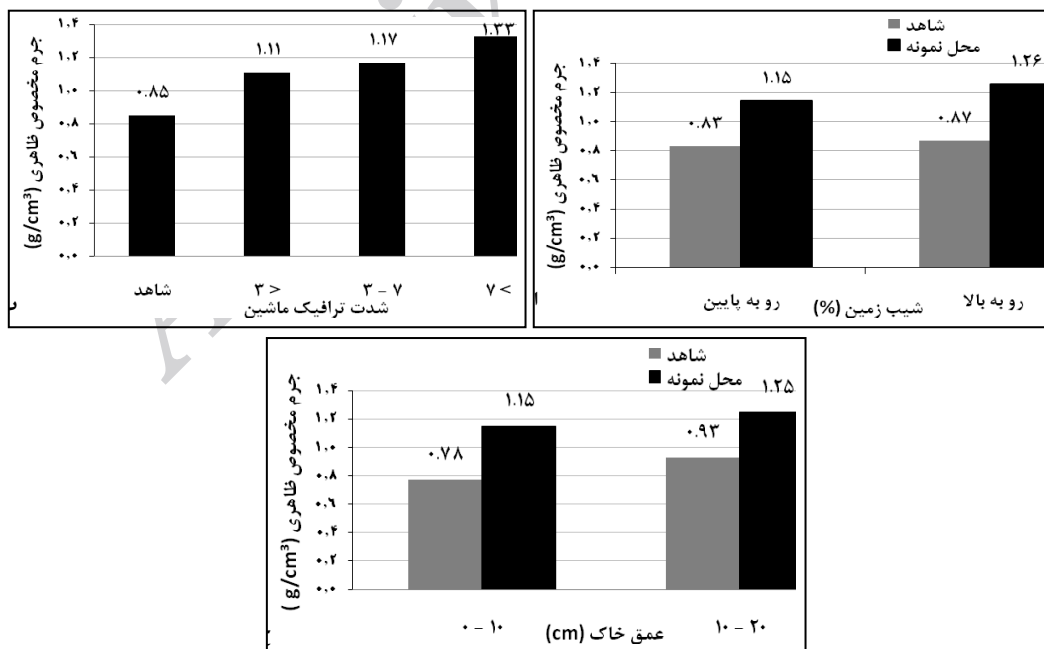 جرم مخصوص ظاهری (g/cm³)
۱.۴
۱.۲
۱.۰
۰.۸
۰.۶
۰.۴
۰.۲
۰.۰
۰.۸۵
۱.۱۱
۱.۱۷
۱.۳۳
شاهد
۳ >
۳ – ۷
۷ <
شدت ترافیک ماشین
شاهد
محل نمونه
جرم مخصوص ظاهری (g/cm³)
۱.۴
۱.۲
۱.۰
۰.۸
۰.۶
۰.۴
۰.۲
۰.۰
۰.۸۳
۱.۱۵
۰.۸۷
۱.۲۶
رو به پایین
رو به بالا
شیب زمین (%)
شاهد
محل نمونه
جرم مخصوص ظاهری (g/cm³)
۱.۴
۱.۲
۱.۰
۰.۸
۰.۶
۰.۴
۰.۲
۰.۰
۰.۷۸
۱.۱۵
۰.۹۳
۱.۲۵
۰ – ۱۰
۱۰ – ۲۰
عمق خاک (cm)